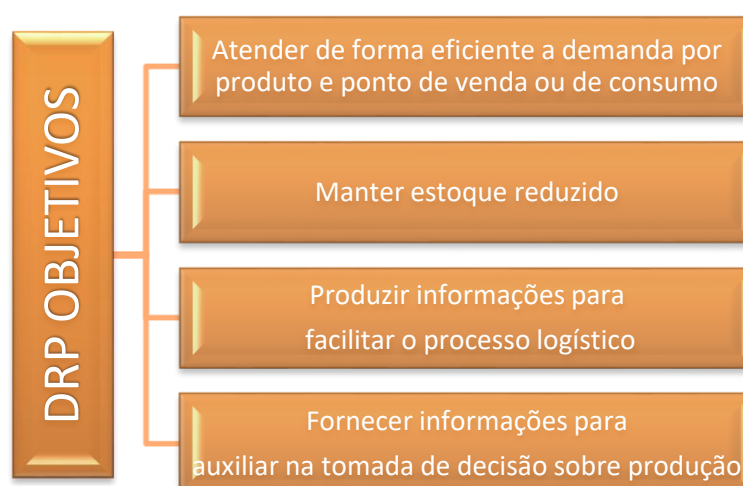 DRP OBJETIVOS
Atender de forma eficiente a demanda por
produto e ponto de venda ou de consumo
Manter estoque reduzido
Produzir informações para
facilitar o processo logístico
Fornecer informações para
auxiliar na tomada de decisão sobre produção